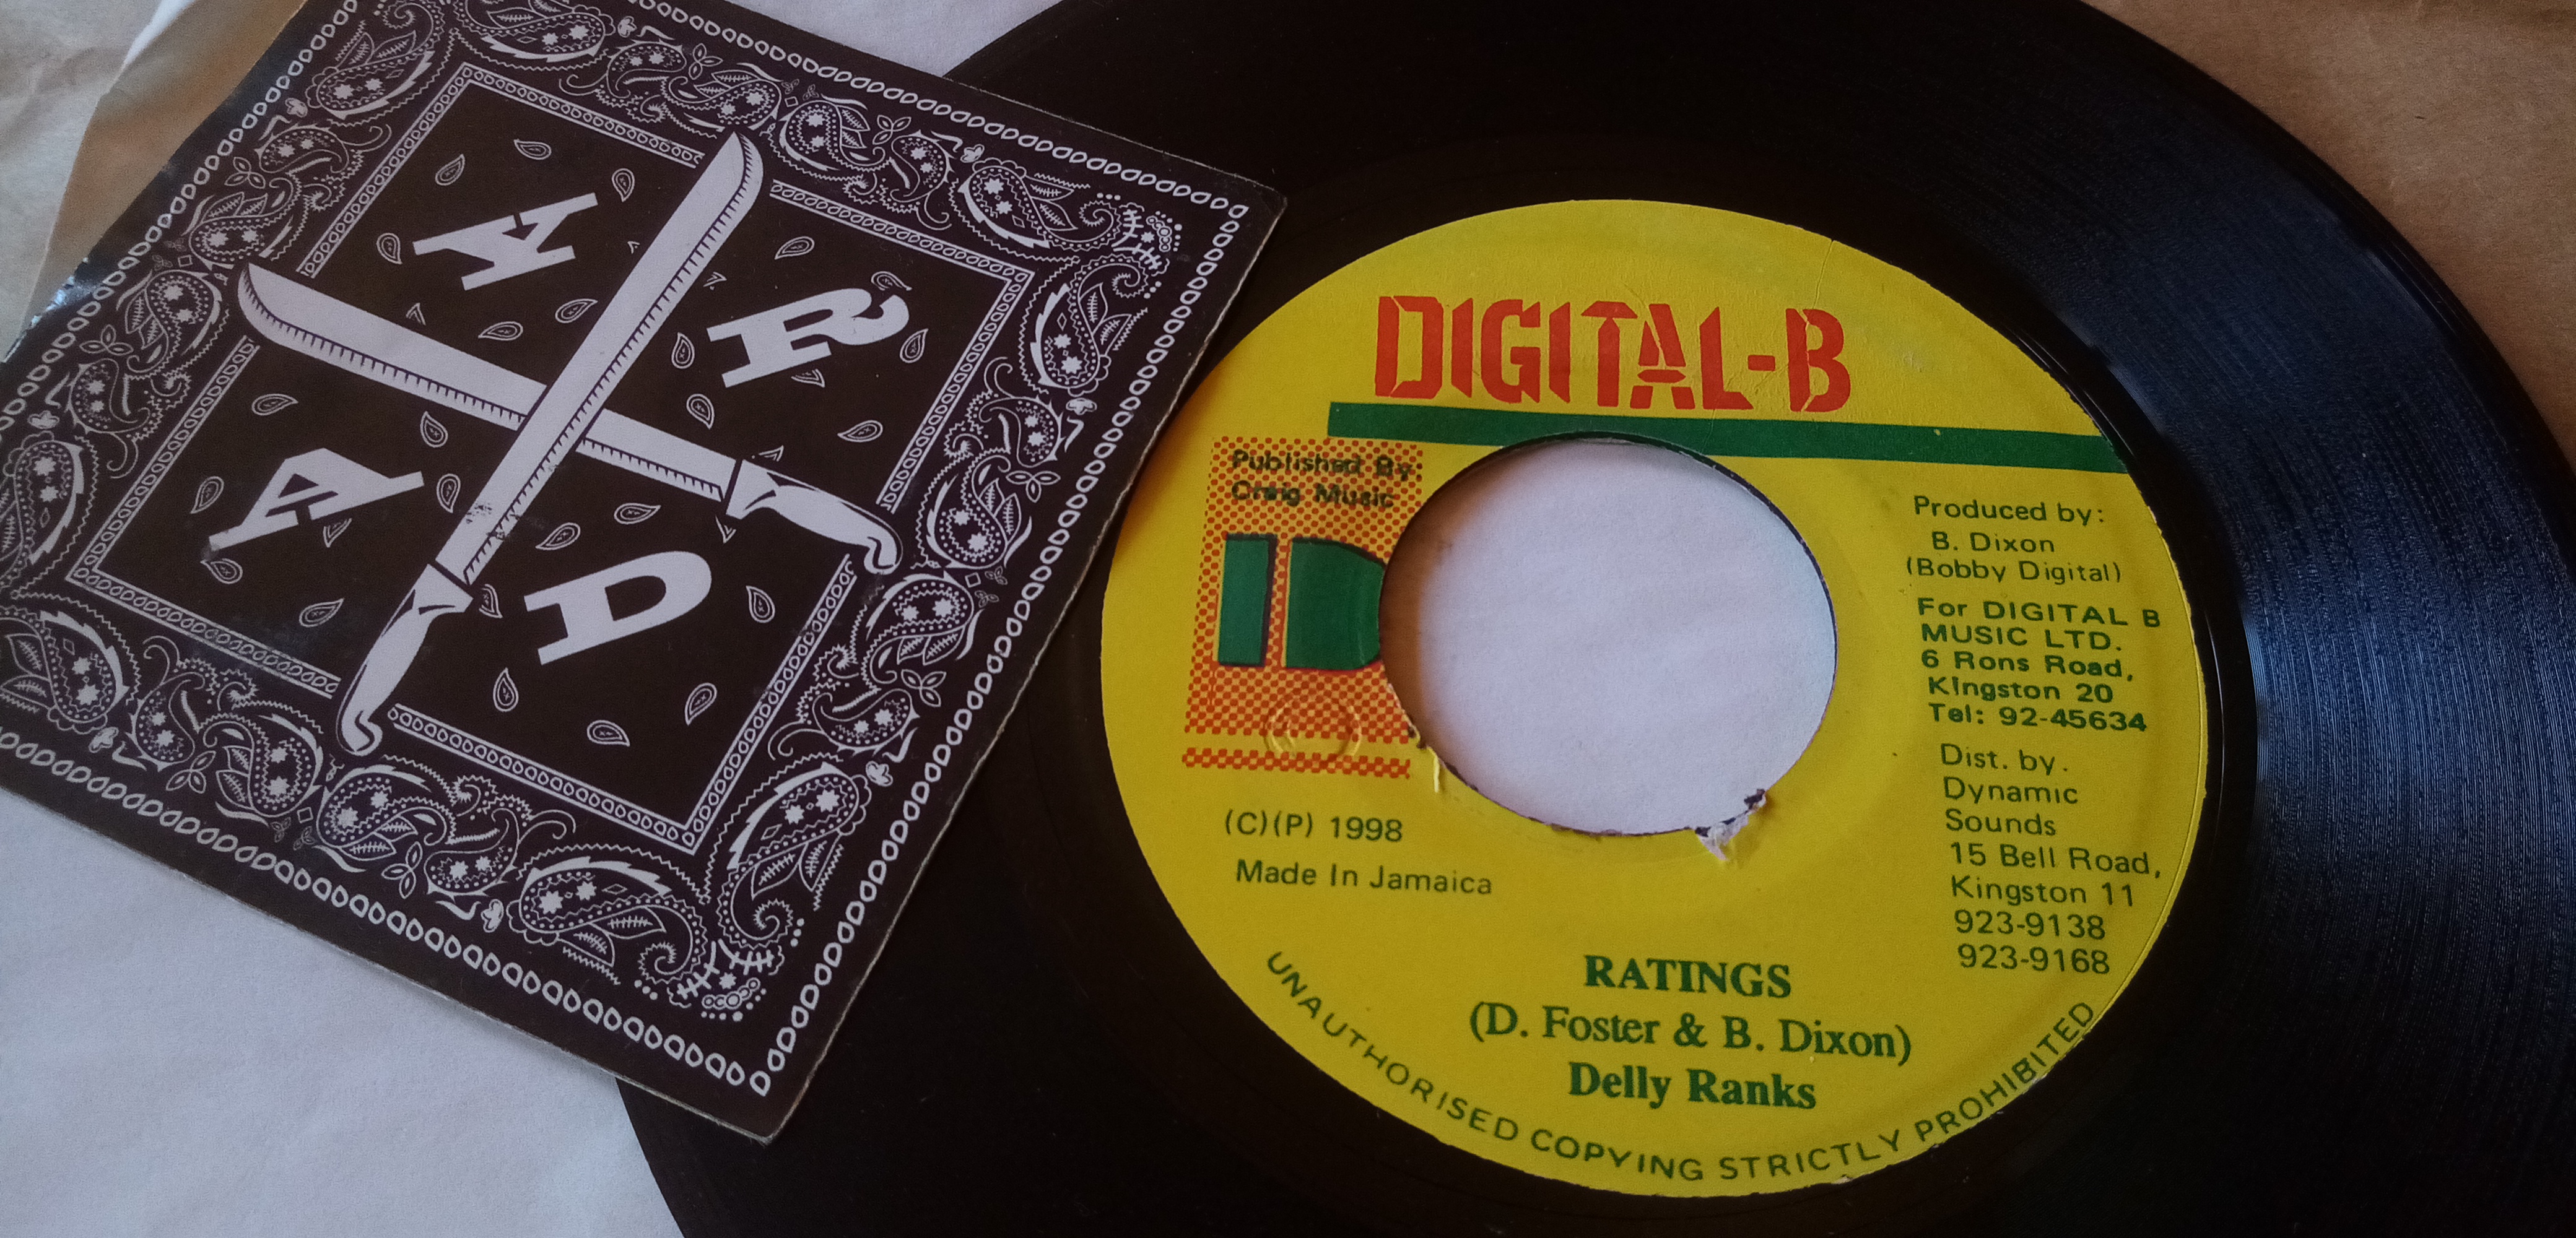 A
R
A
D
DIGITAL-B
Published By:
Craig Music
D
(C)(P) 1998
Made In Jamaica
Produced by:
B. Dixon
(Bobby Digital)
For DIGITAL B
MUSIC LTD.
6 Rons Road,
Kingston 20
Tel: 92-45634
Dist. by.
Dynamic
Sounds
15 Bell Road,
Kingston 11
923-9138
923-9168
RATINGS
(D. Foster & B. Dixon)
Delly Ranks
UNAUTHORISED COPYING STRICTLY PROHIBITED